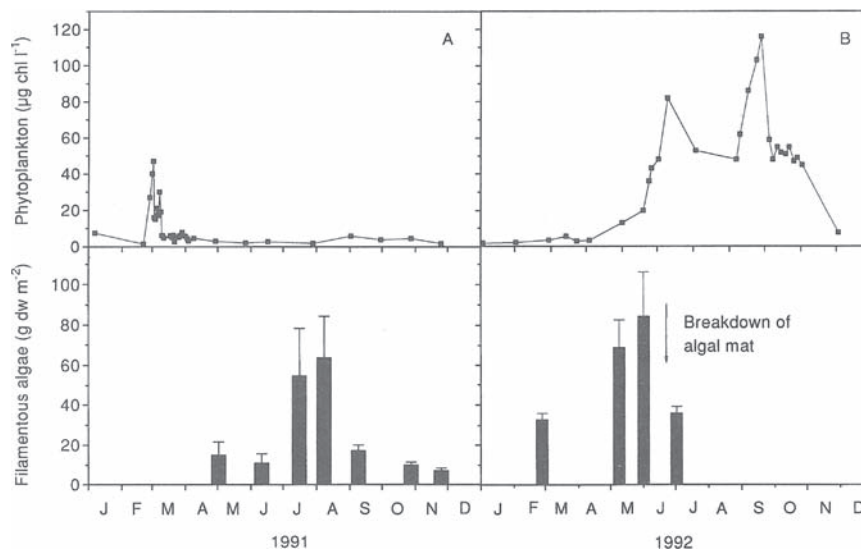 120
100
80
60
40
20
0
Phytoplankton (µg chl l⁻¹)
A
B
100
80
60
40
20
0
Filamentous algae (g dw m⁻²)
Breakdown of
algal mat
J F M A M J J A S O N D
J F M A M J J A S O N D
1991
1992